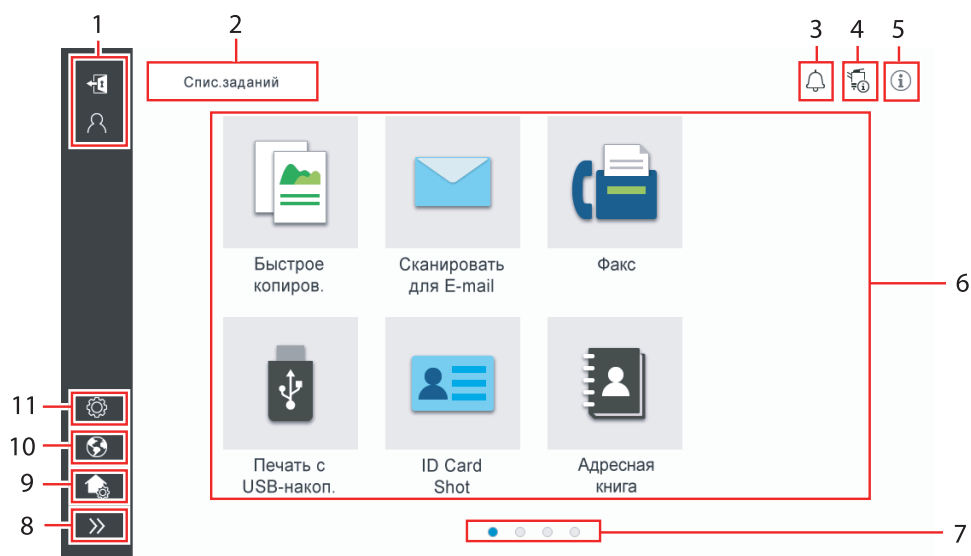 1
2
3
4
5
Спис.заданий
Быстрое
копиров.
Сканировать
для E-mail
Факс
6
Печать с
USB-накоп.
ID Card
Shot
Адресная
книга
11
10
9
8
7